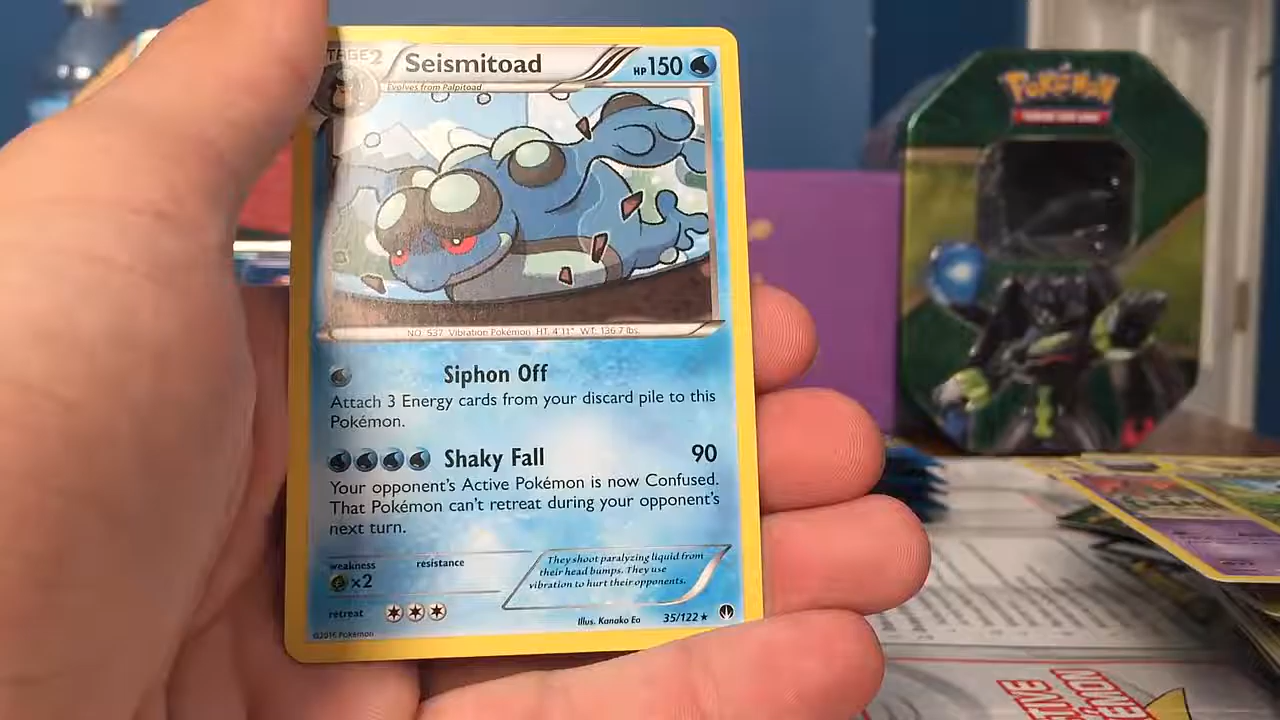 STAGE2 Seismitoad HP150
Evolves from Palpitoad
NO. 537 Vibration Pokémon HT. 4'11" WT. 136.7 lbs.
Siphon Off
Attach 3 Energy cards from your discard pile to this
Pokémon.
Shaky Fall 90
Your opponent's Active Pokémon is now Confused.
That Pokémon can't retreat during your opponent's
next turn.
weakness resistance
×2
They shoot paralyzing liquid from
their head bumps. They use
vibration to hurt their opponents.
retreat
Illus. Kanako Eo 35/122
©2016 Pokémon
POKÉMON